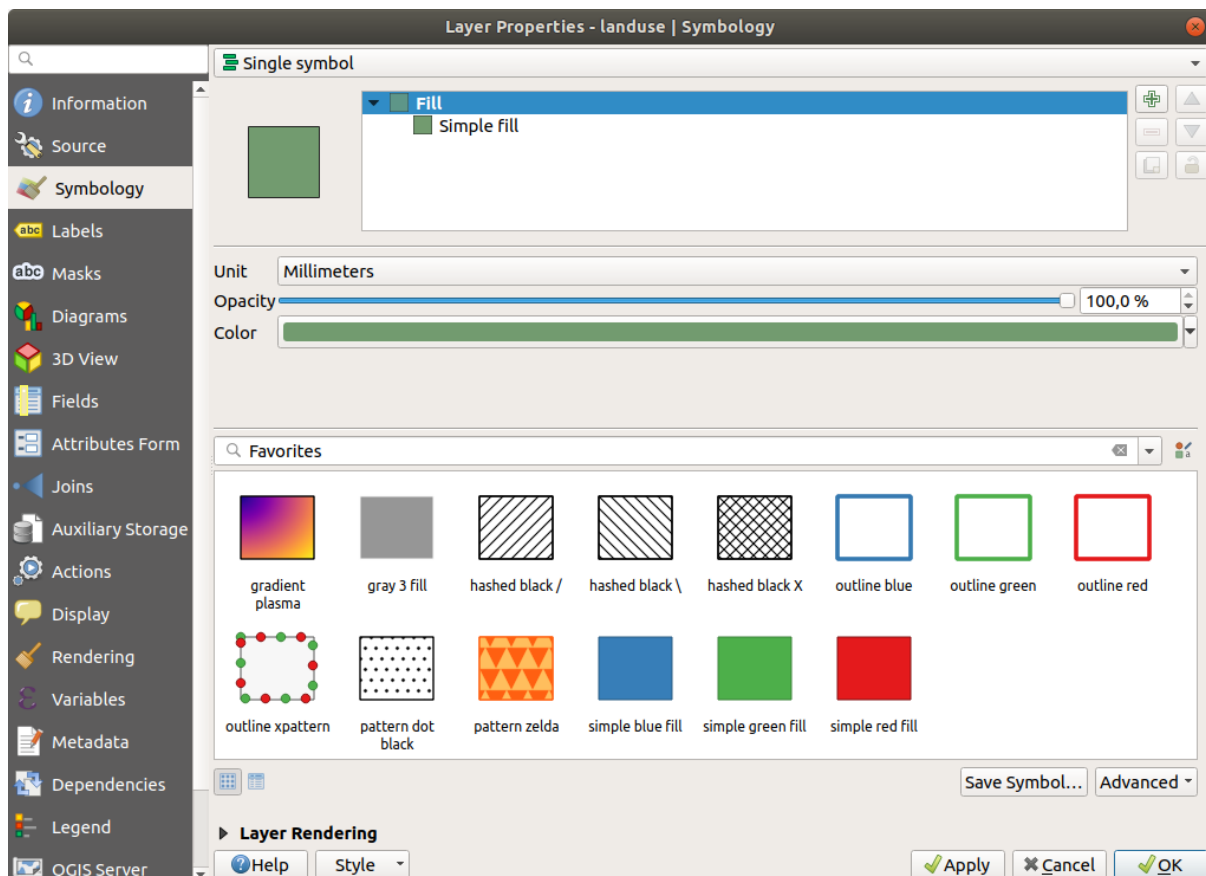 Layer Properties - landuse | Symbology
Information
Source
Symbology
abc Labels
abc Masks
Diagrams
3D View
Fields
Attributes Form
Joins
Auxiliary Storage
Actions
Display
Rendering
Variables
Metadata
Dependencies
Legend
QGIS Server
Single symbol
Fill
Simple fill
Unit Millimeters
Opacity 100,0 %
Color
Favorites
gradient plasma
gray 3 fill
hashed black /
hashed black \
hashed black X
outline blue
outline green
outline red
outline xpattern
pattern dot black
pattern zelda
simple blue fill
simple green fill
simple red fill
Save Symbol...
Advanced
Layer Rendering
Help
Style
Apply
Cancel
OK